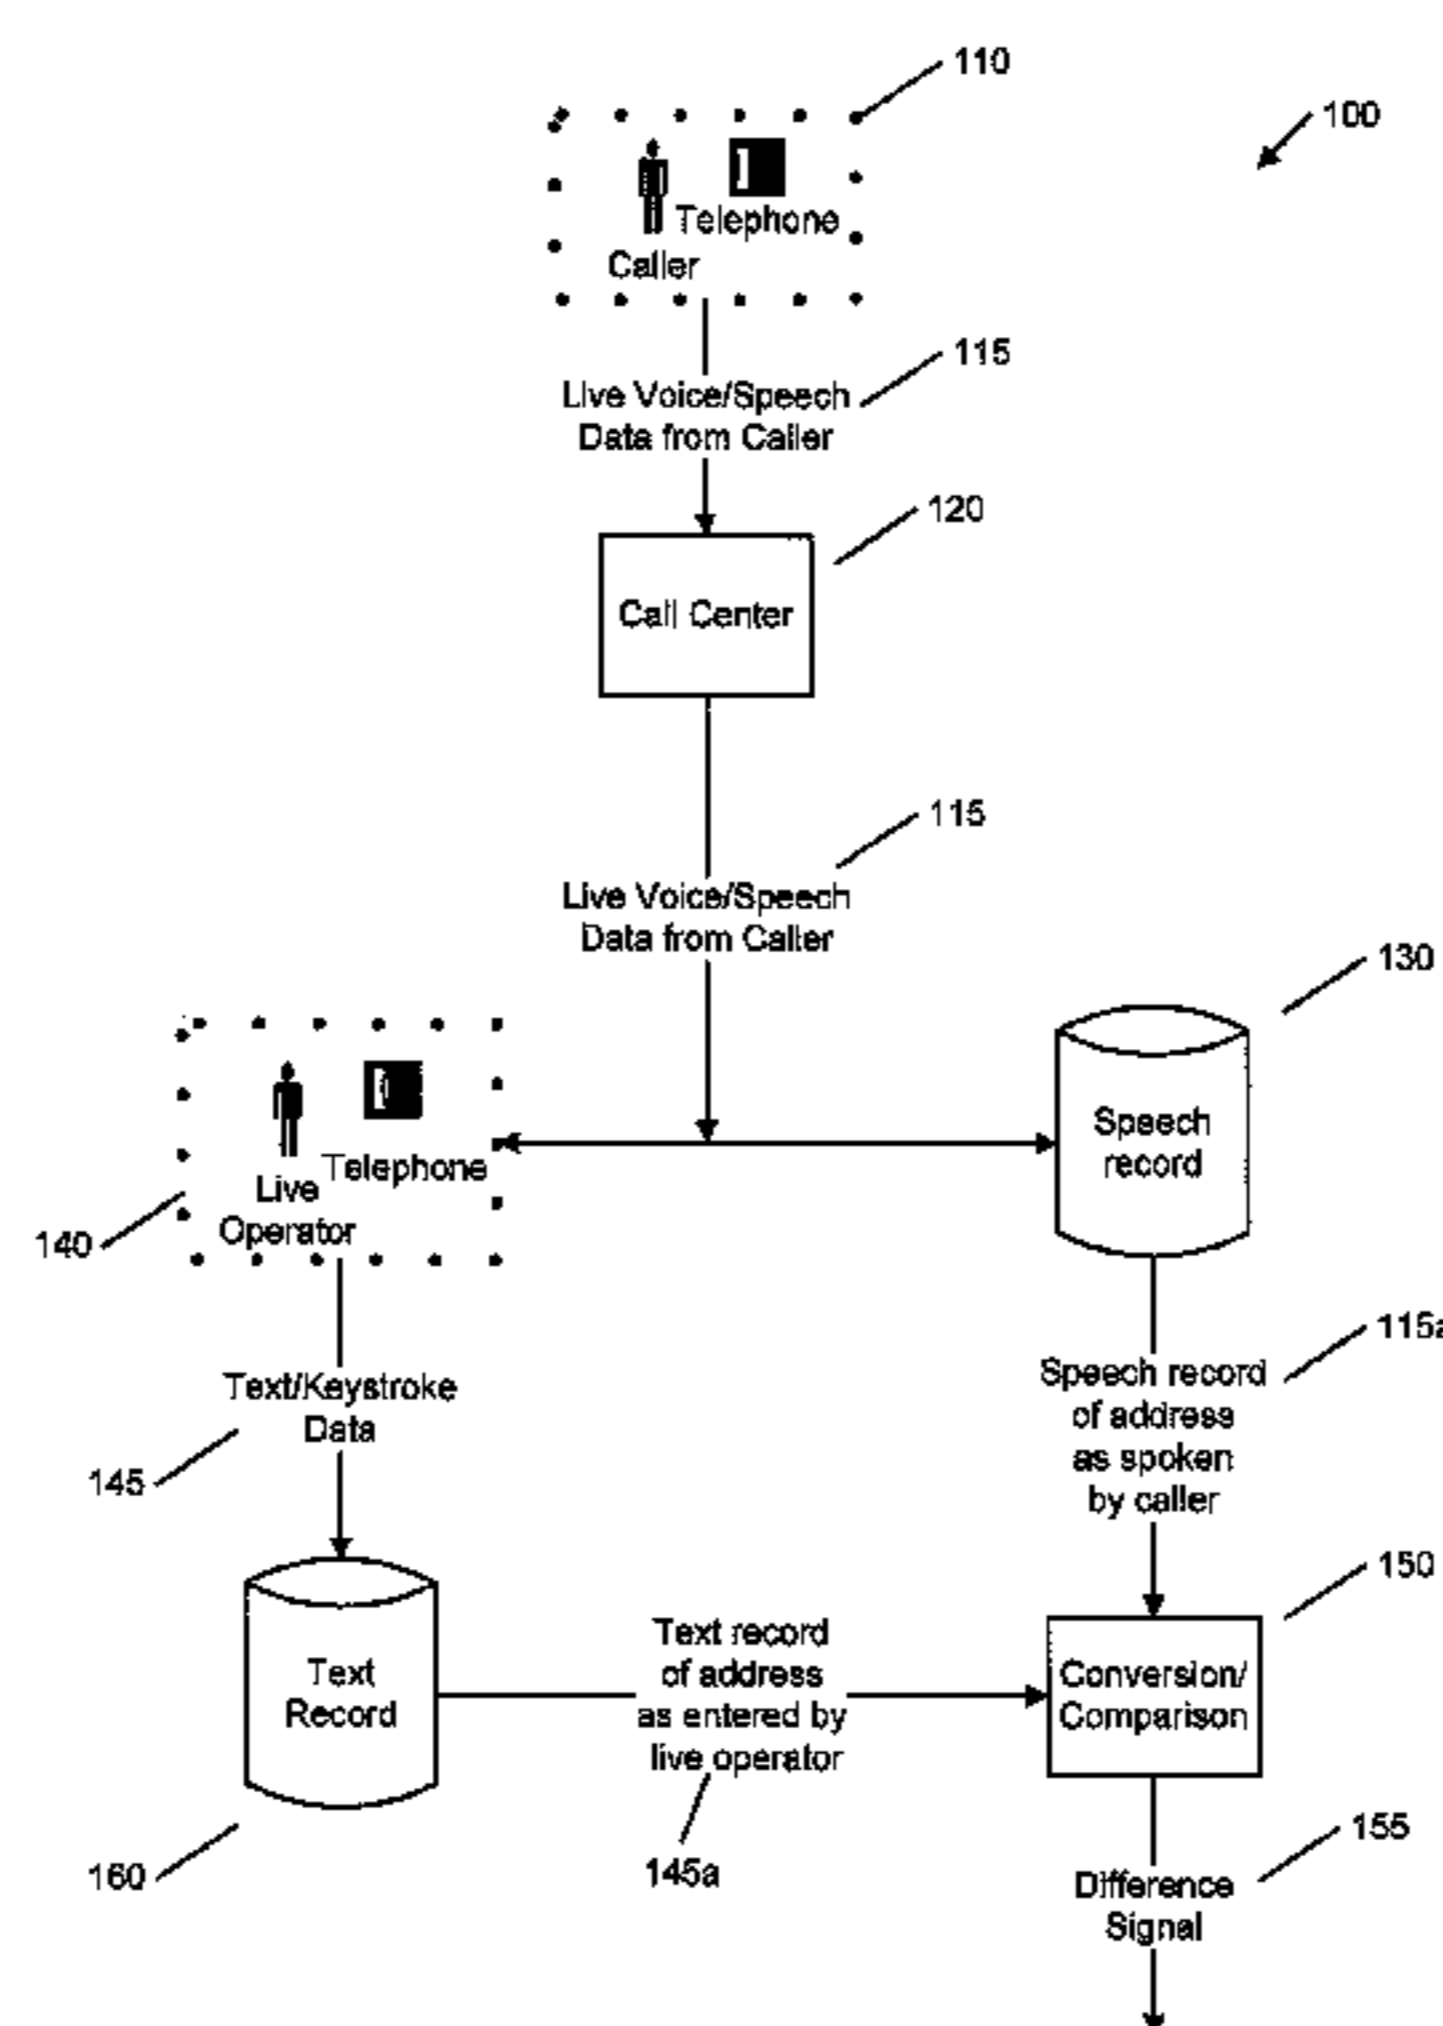 110
100
Telephone
Caller
115
Live Voice/Speech
Data from Caller
120
Call Center
115
Live Voice/Speech
Data from Caller
130
Speech
record
Telephone
Live
Operator
140
115a
Text/Keystroke
Data
Speech record
of address
as spoken
by caller
145
150
Text
Record
Text record
of address
as entered by
live operator
Conversion/
Comparison
160
145a
155
Difference
Signal